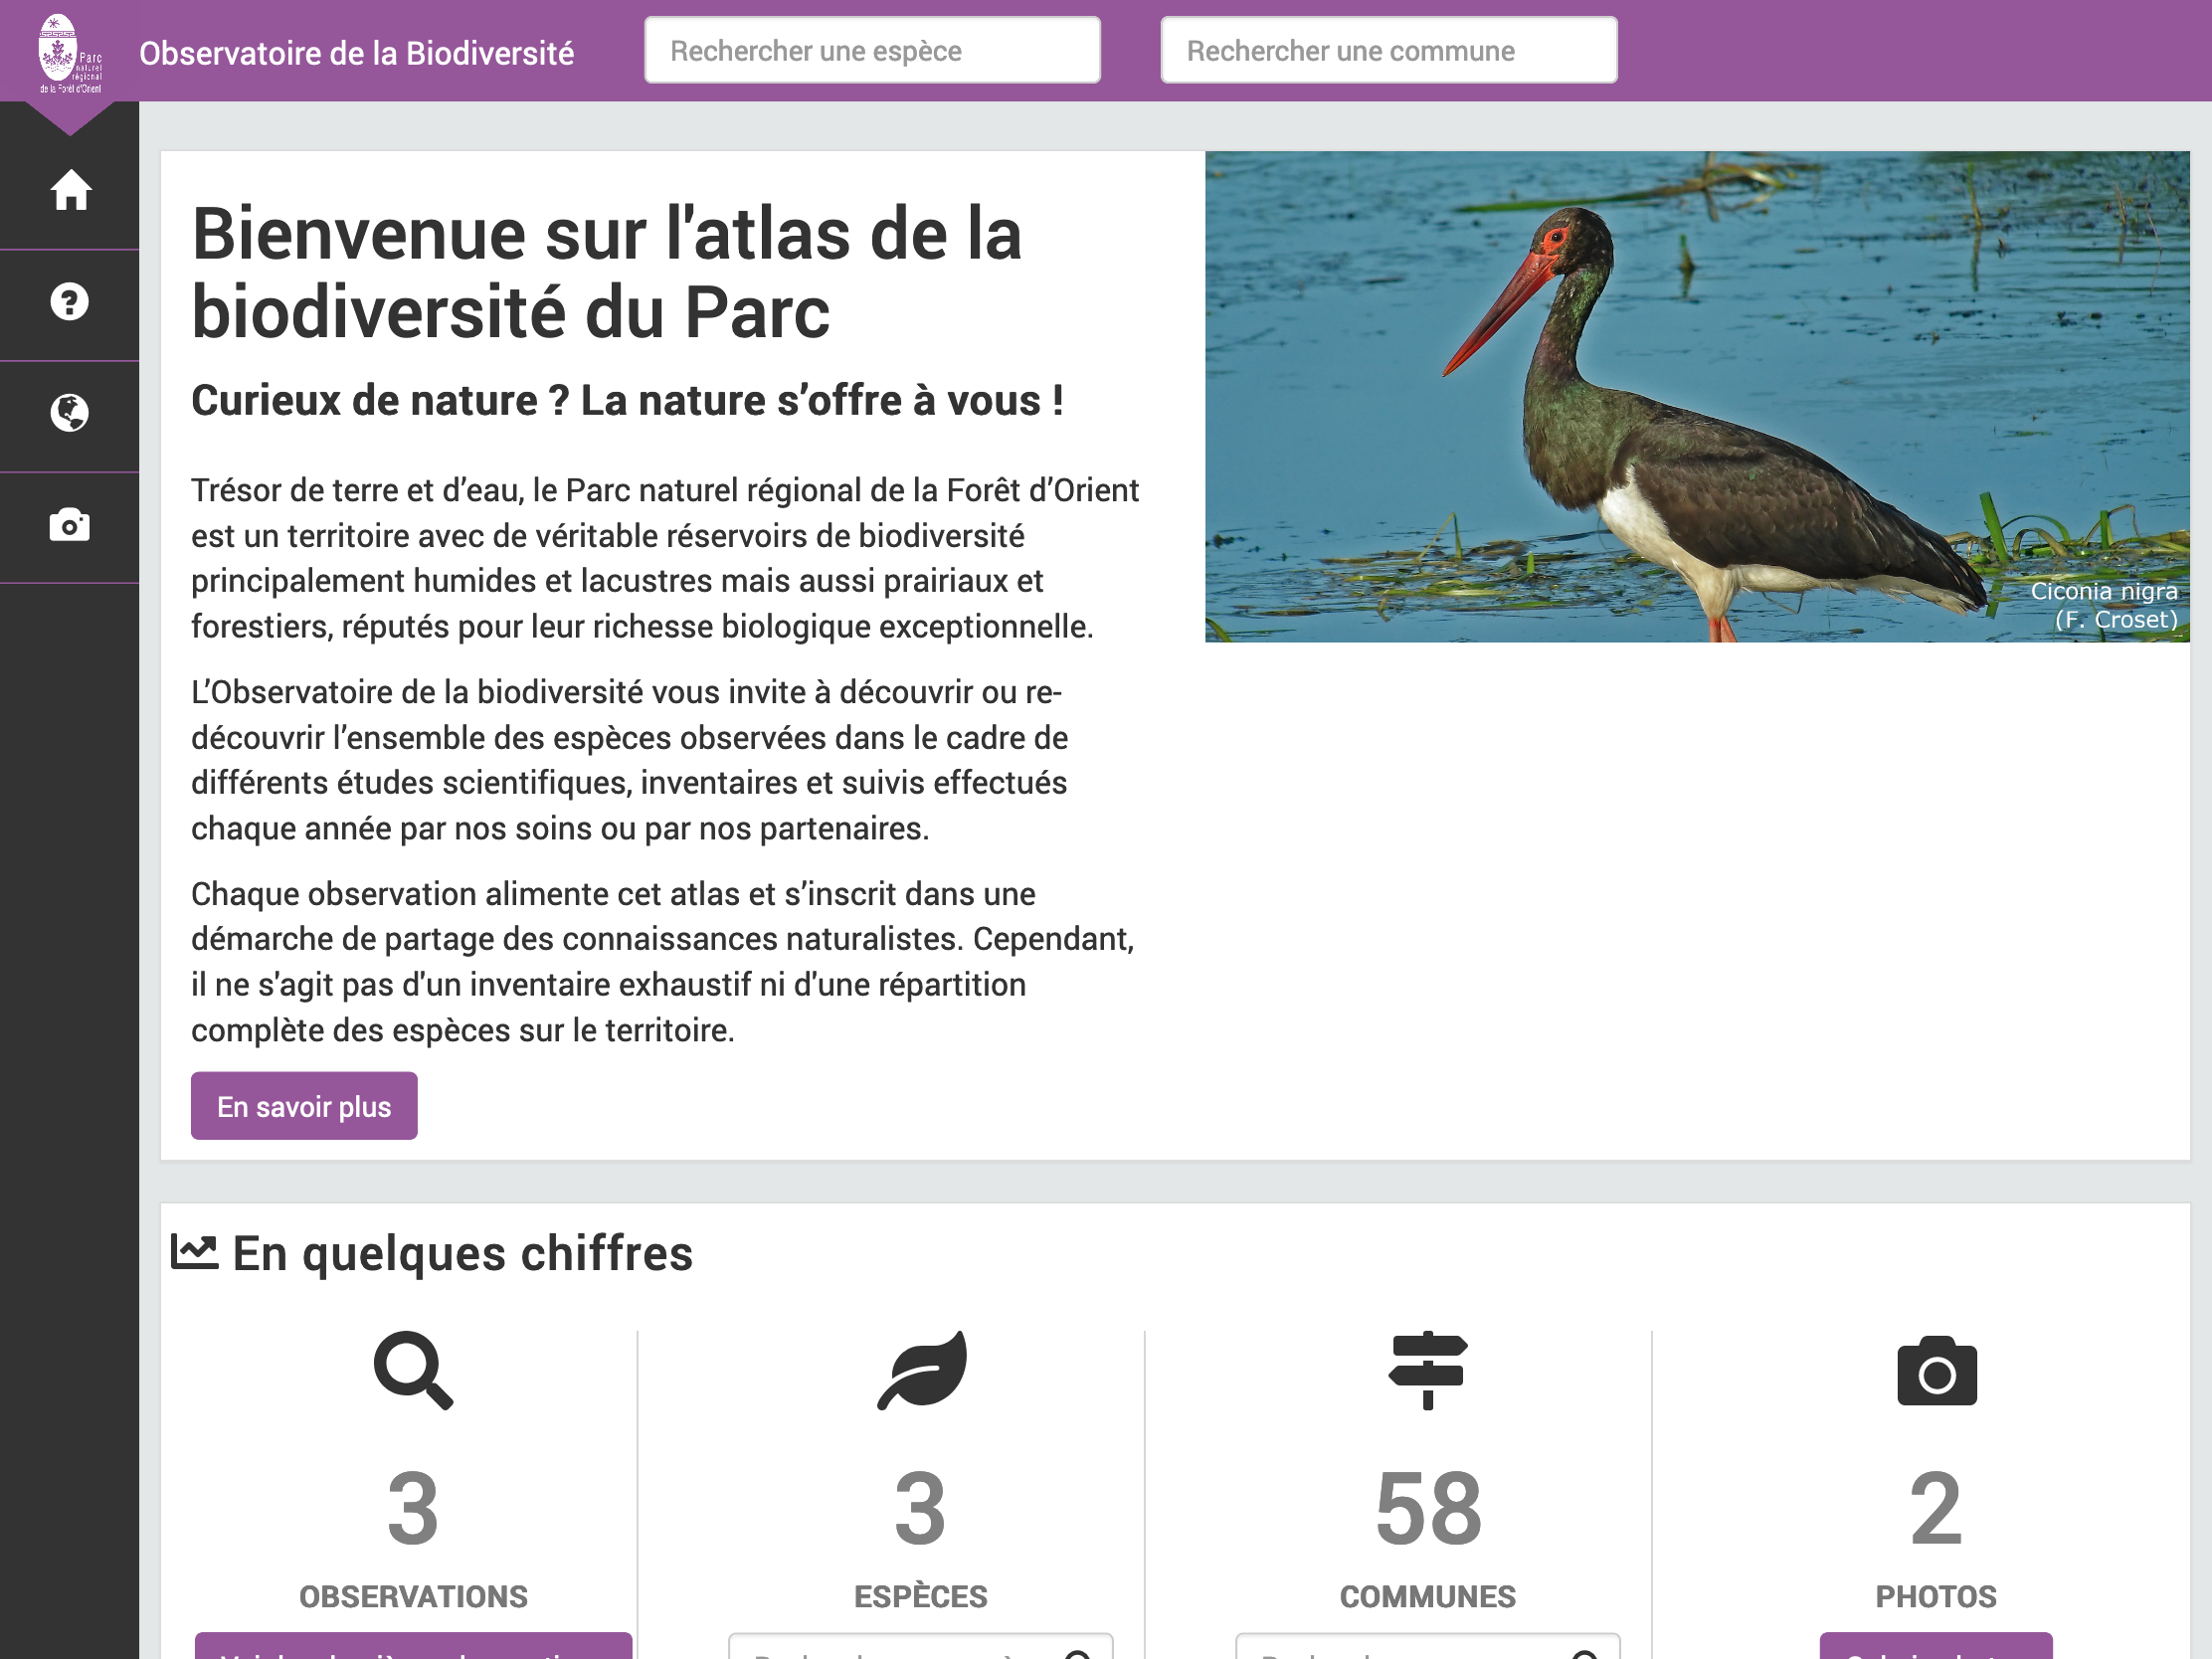 Parc
naturel
régional
de la Forêt d'Orient
Observatoire de la Biodiversité
Rechercher une espèce
Rechercher une commune
Bienvenue sur l'atlas de la
biodiversité du Parc
Curieux de nature ? La nature s’offre à vous !
Trésor de terre et d’eau, le Parc naturel régional de la Forêt d’Orient
est un territoire avec de véritable réservoirs de biodiversité
principalement humides et lacustres mais aussi prairiaux et
forestiers, réputés pour leur richesse biologique exceptionnelle.
L’Observatoire de la biodiversité vous invite à découvrir ou re-
découvrir l’ensemble des espèces observées dans le cadre de
différents études scientifiques, inventaires et suivis effectués
chaque année par nos soins ou par nos partenaires.
Chaque observation alimente cet atlas et s’inscrit dans une
démarche de partage des connaissances naturalistes. Cependant,
il ne s'agit pas d'un inventaire exhaustif ni d'une répartition
complète des espèces sur le territoire.
En savoir plus
Ciconia nigra
(F. Croset)
En quelques chiffres
3
OBSERVATIONS
3
ESPÈCES
58
COMMUNES
2
PHOTOS